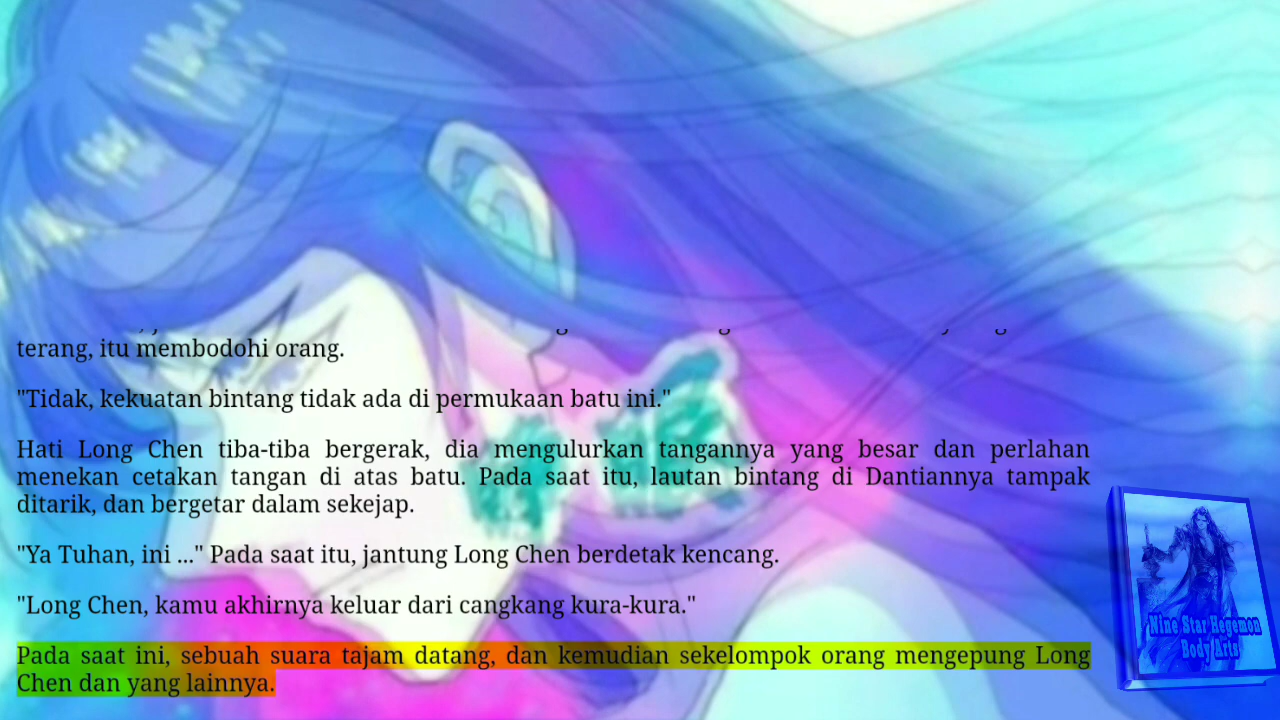 terang, itu membodohi orang.
"Tidak, kekuatan bintang tidak ada di permukaan batu ini."
Hati Long Chen tiba-tiba bergerak, dia mengulurkan tangannya yang besar dan perlahan
menekan cetakan tangan di atas batu. Pada saat itu, lautan bintang di Dantiannya tampak
ditarik, dan bergetar dalam sekejap.
"Ya Tuhan, ini ..." Pada saat itu, jantung Long Chen berdetak kencang.
"Long Chen, kamu akhirnya keluar dari cangkang kura-kura."
Pada saat ini, sebuah suara tajam datang, dan kemudian sekelompok orang mengepung Long
Chen dan yang lainnya.
Nine Star Hegemon
Body Arts